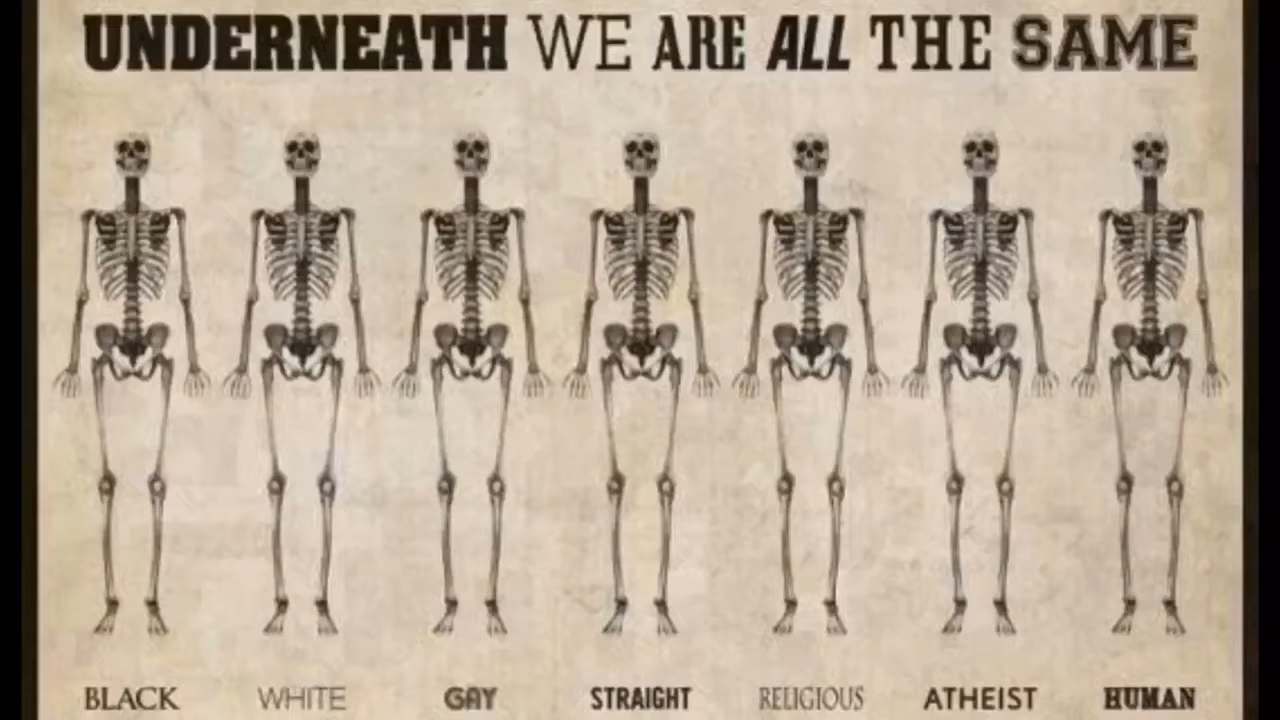 UNDERNEATH WE ARE ALL THE SAME
BLACK WHITE GAY STRAIGHT RELIGIOUS ATHEIST HUMAN